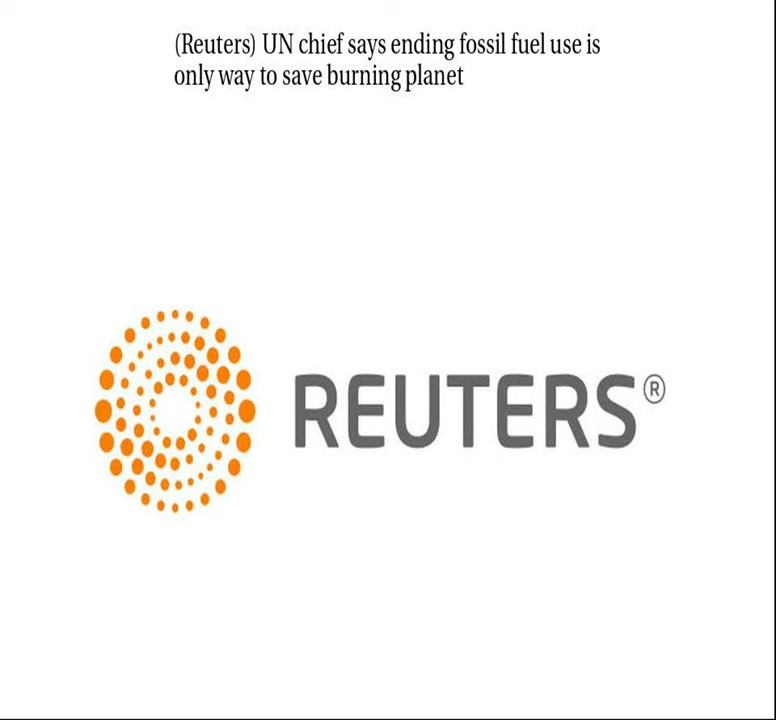 (Reuters) UN chief says ending fossil fuel use is
only way to save burning planet
REUTERS®